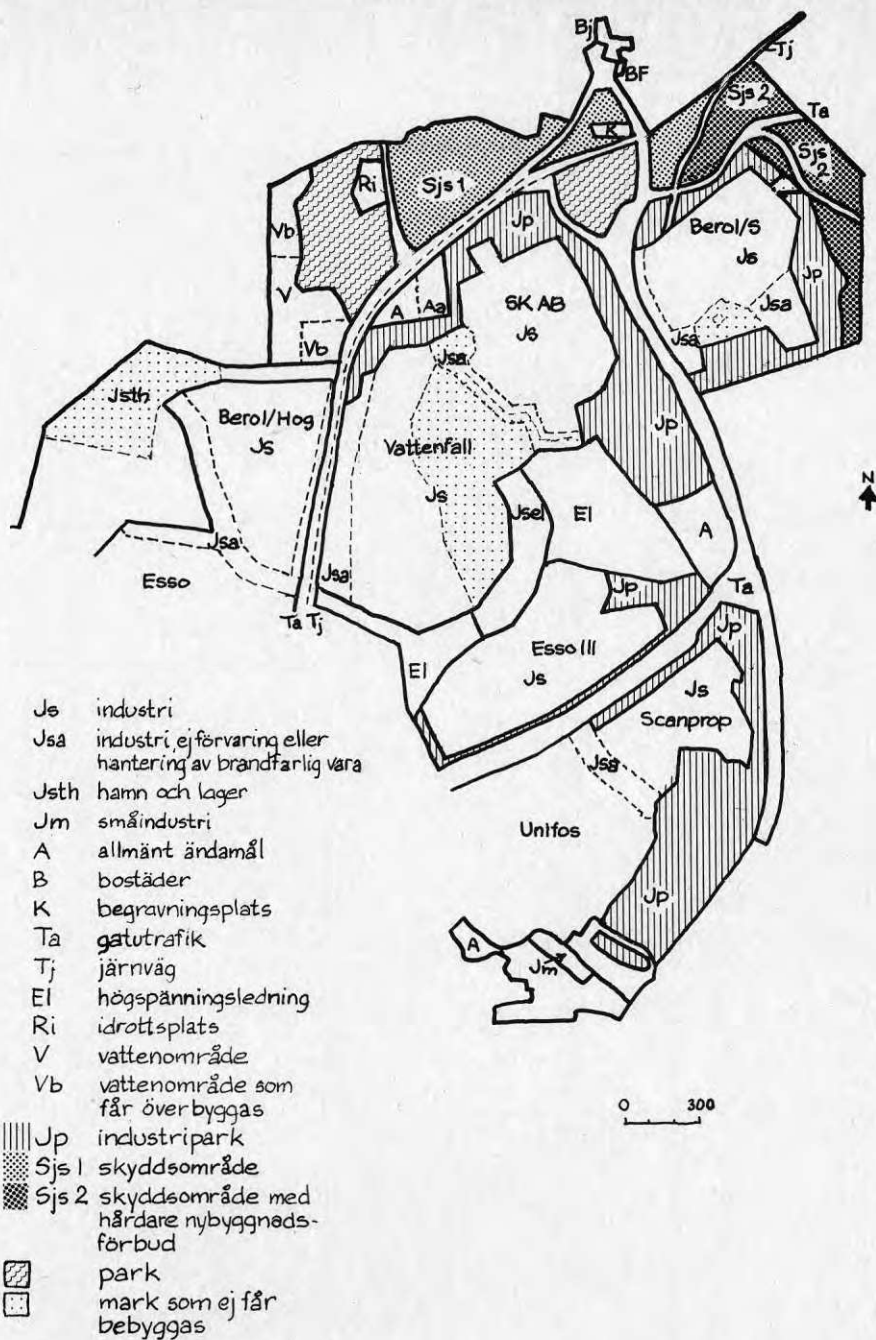 Bj
Tj
BF
Sjs 2
Ta
K
Sjs 2
Ri
Sjs 1
Vb
Jp
Berol/S
Js
Jp
V
A
Aa
SK AB
Js
Jsa
Jsa
Vb
Jsa
Jsth
Berol/Hog
Js
Vattenfall
Jp
N
Js
Jsel
El
A
Jsa
Esso
Jsa
Jp
Ta
Ta Tj
Jp
El
Esso III
Js
Js
Scanprop
Jsa
Unifos
Jp
A
Jm
0 300
Js industri
Jsa industri, ej förvaring eller
hantering av brandfarlig vara
Jsth hamn och lager
Jm småindustri
A allmänt ändamål
B bostäder
K begravningsplats
Ta gatutrafik
Tj järnväg
El högspänningsledning
Ri idrottsplats
V vattenområde
Vb vattenområde som
får överbyggas
Jp industripark
Sjs 1 skyddsområde
Sjs 2 skyddsområde med
hårdare nybyggnads-
förbud
park
mark som ej får
bebyggas